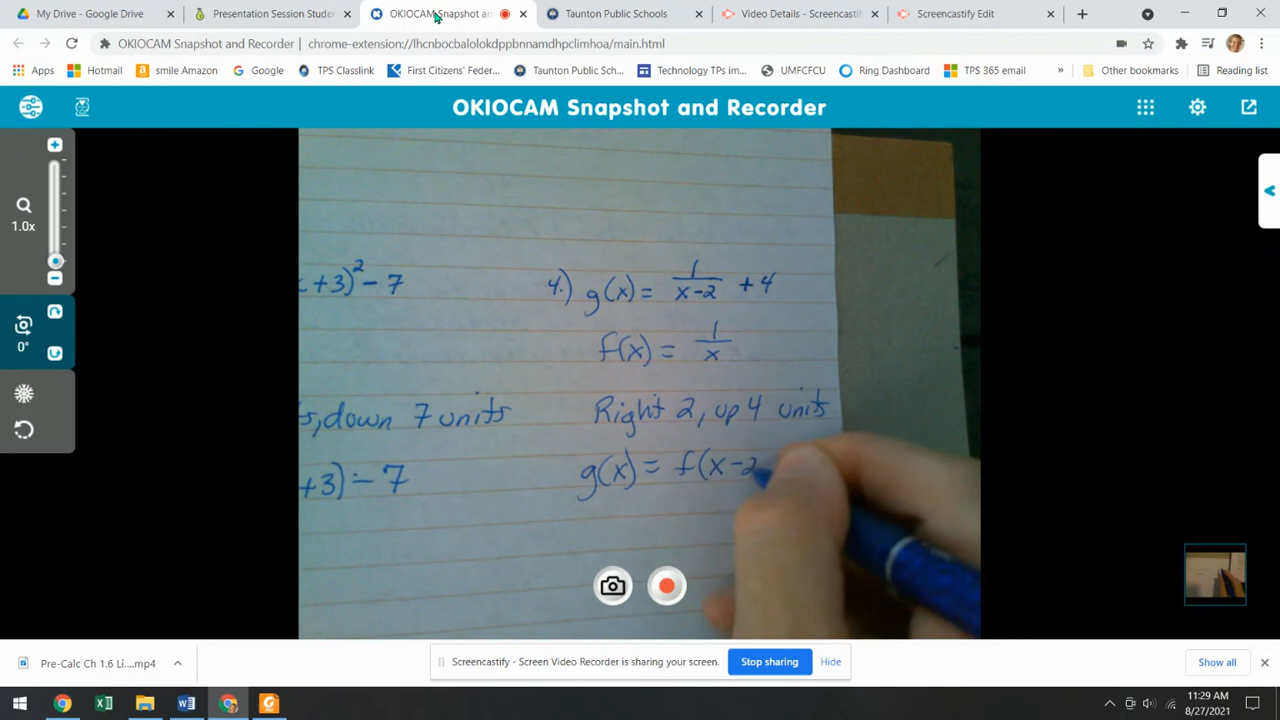 My Drive - Google Drive
Presentation Session Stude
OKIOCAM Snapshot an
Taunton Public Schools
Video Details - Screencastif
Screencastify Edit
OKIOCAM Snapshot and Recorder | chrome-extension://lhcnbocbalolokdppbnnamdhpclimhoa/main.html
Apps
Hotmail
smile Amazon
Google
TPS Classlink
First Citizens' Feder...
Taunton Public Sch...
Technology TPs im...
UMFCFCU
Ring Dashboard
TPS 365 email
»
Other bookmarks
Reading list
OKIOCAM Snapshot and Recorder
1.0x
0°
+3)² - 7
4.) g(x) = 1/(x-2) + 4
f(x) = 1/x
s, down 7 units
Right 2, up 4 units
+3) - 7
g(x) = f(x-2
Pre-Calc Ch 1.6 Li....mp4
Screencastify - Screen Video Recorder is sharing your screen.
Stop sharing
Hide
Show all
11:29 AM
8/27/2021